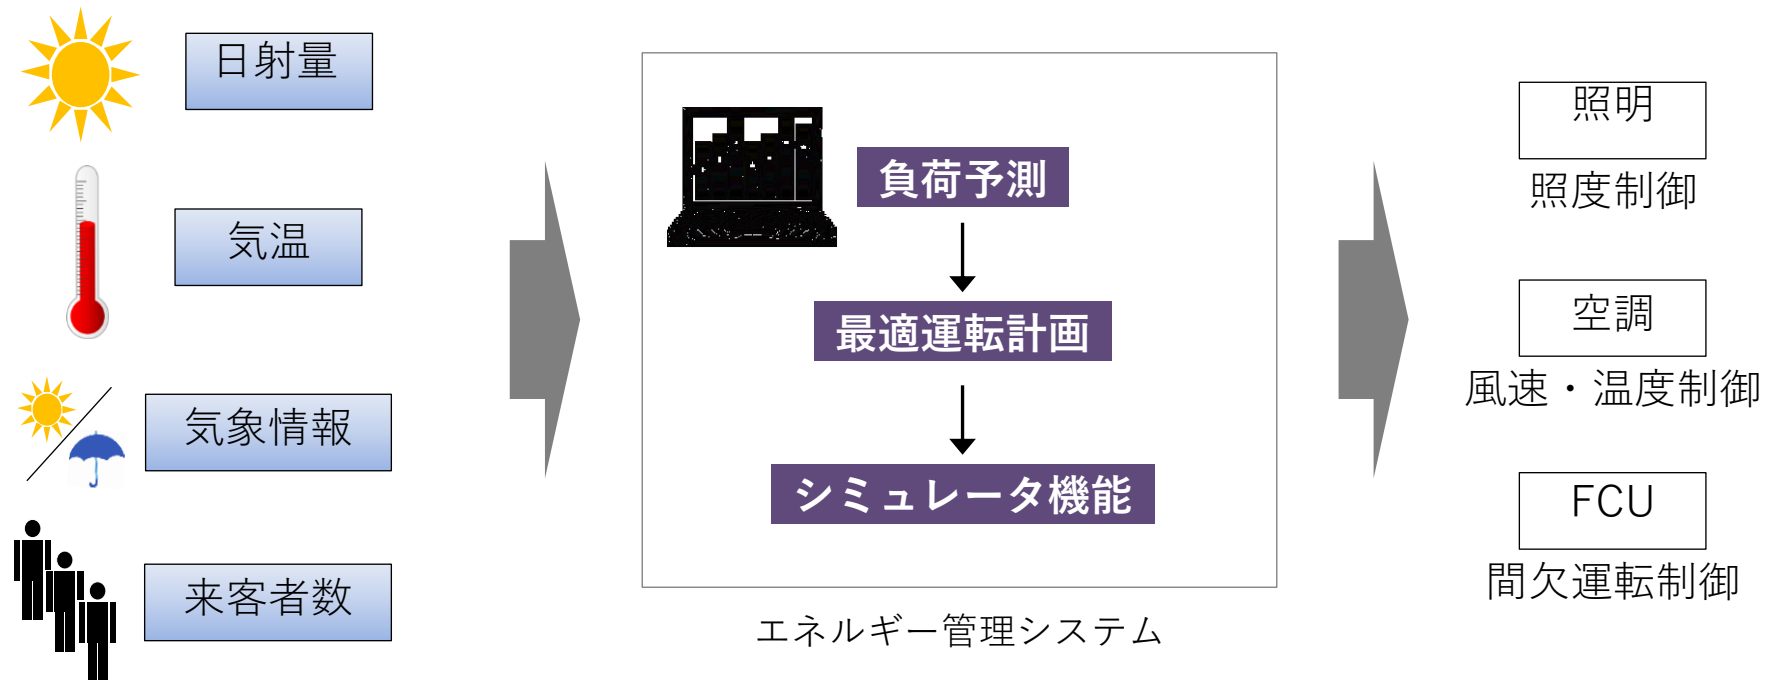 日射量
気温
気象情報
来客者数
負荷予測
最適運転計画
シミュレータ機能
エネルギー管理システム
照明
照度制御
空調
風速・温度制御
FCU
間欠運転制御